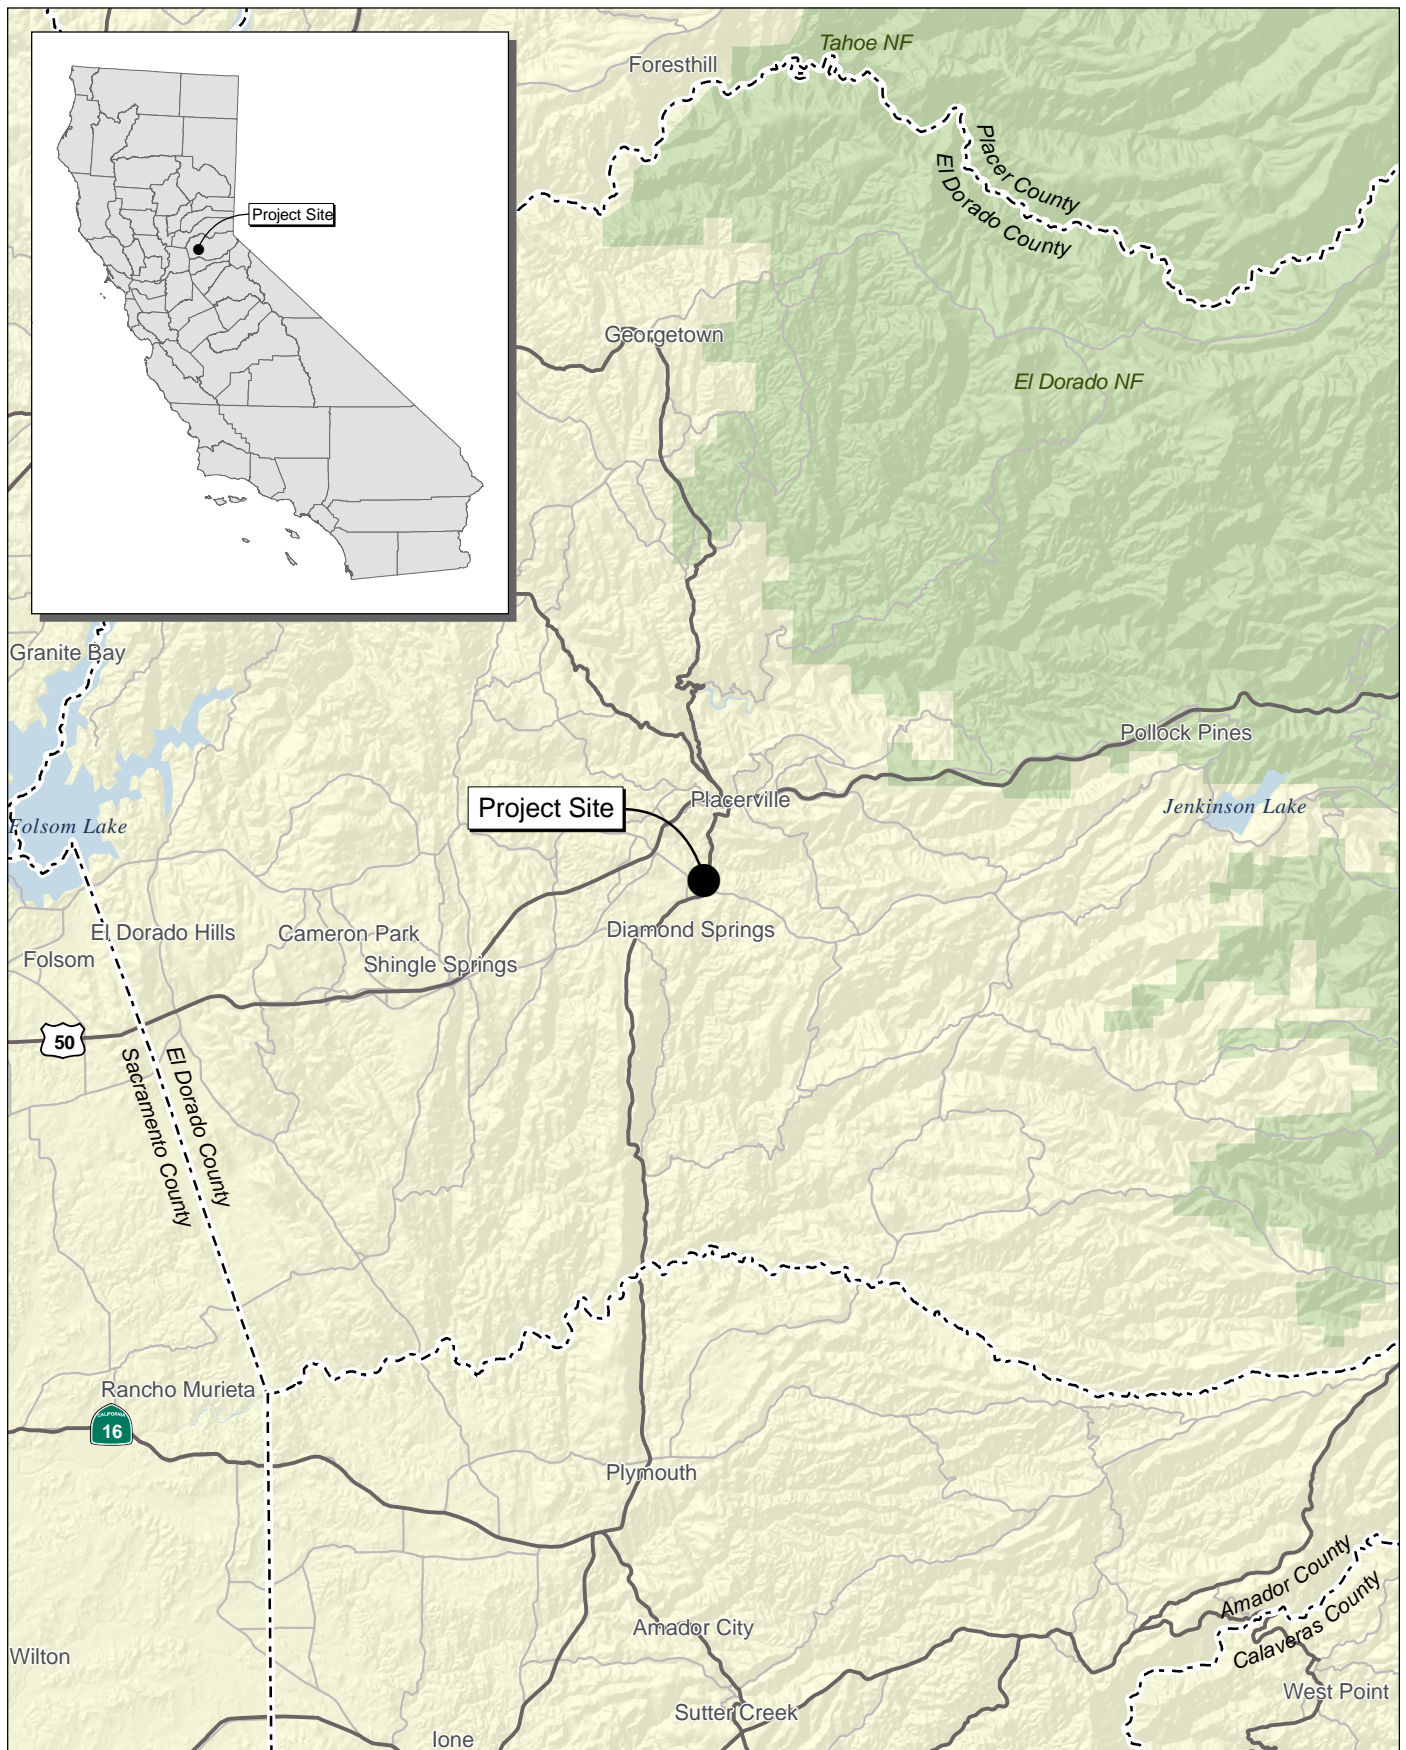 Tahoe NF
Foresthill
Placer County
El Dorado County
Project Site
Georgetown
El Dorado NF
Granite Bay
Pollock Pines
Project Site
Placerville
Jenkinson Lake
Folsom Lake
El Dorado Hills
Cameron Park
Diamond Springs
Folsom
Shingle Springs
50
El Dorado County
Sacramento County
Rancho Murieta
CALIFORNIA
16
Plymouth
Amador County
Calaveras County
Amador City
Wilton
West Point
Sutter Creek
Ione